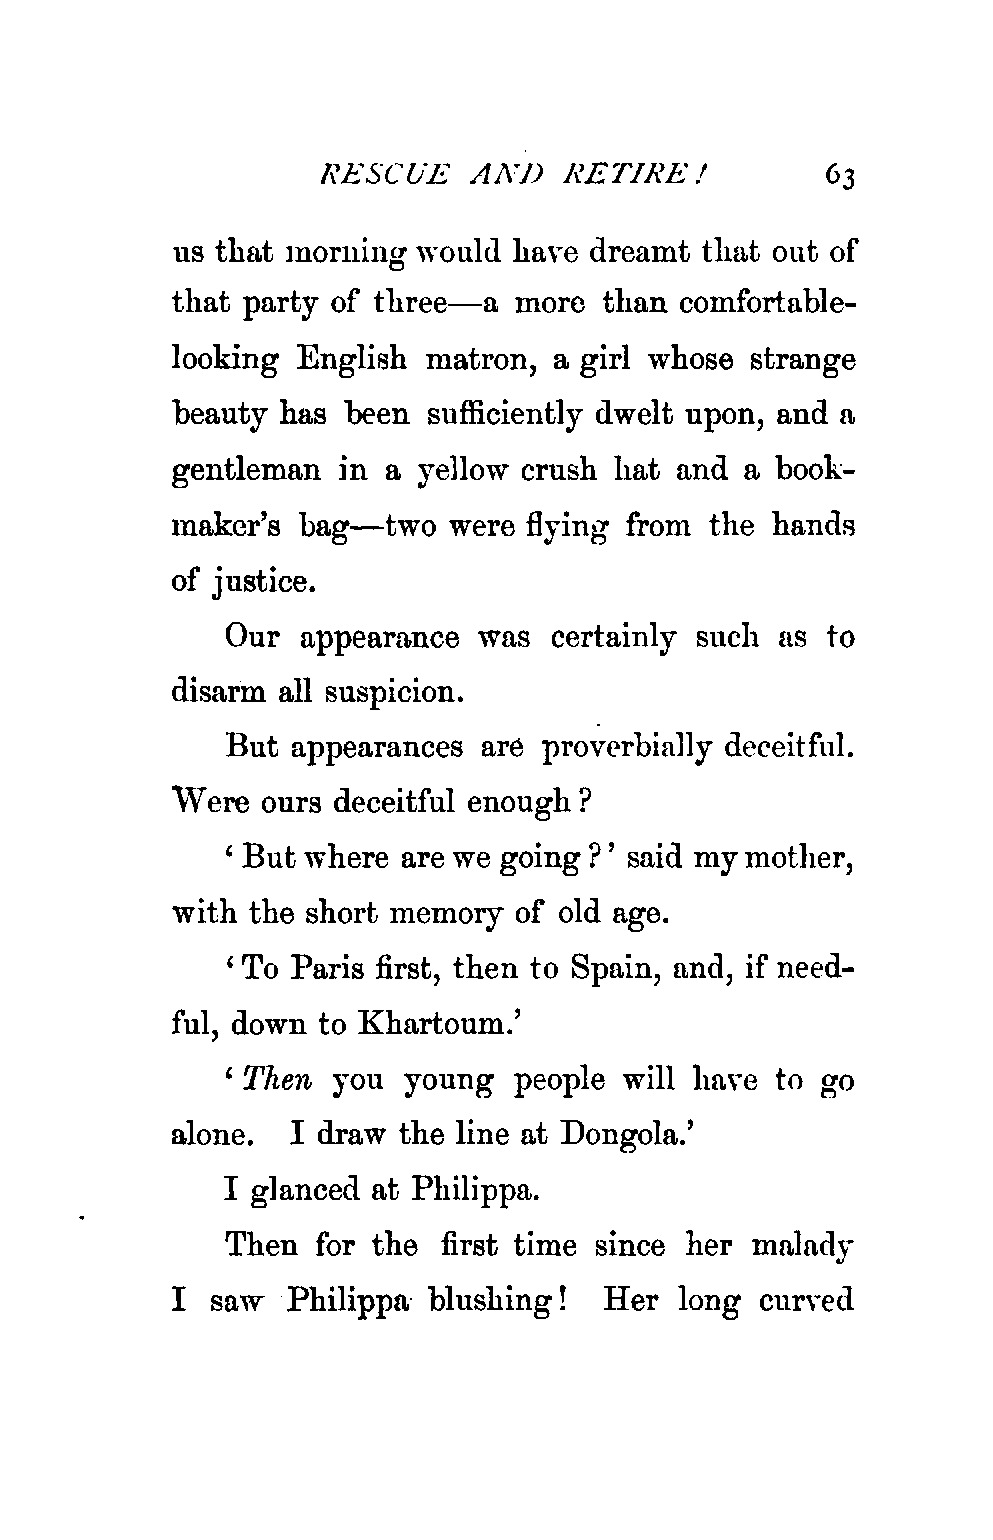 RESCUE AND RETIRE! 63
us that morning would have dreamt that out of
that party of three—a more than comfortable-
looking English matron, a girl whose strange
beauty has been sufficiently dwelt upon, and a
gentleman in a yellow crush hat and a book-
maker's bag—two were flying from the hands
of justice.
Our appearance was certainly such as to
disarm all suspicion.
But appearances are proverbially deceitful.
Were ours deceitful enough?
‘But where are we going?’ said my mother,
with the short memory of old age.
‘To Paris first, then to Spain, and, if need-
ful, down to Khartoum.’
‘Then you young people will have to go
alone. I draw the line at Dongola.’
I glanced at Philippa.
Then for the first time since her malady
I saw Philippa blushing! Her long curved